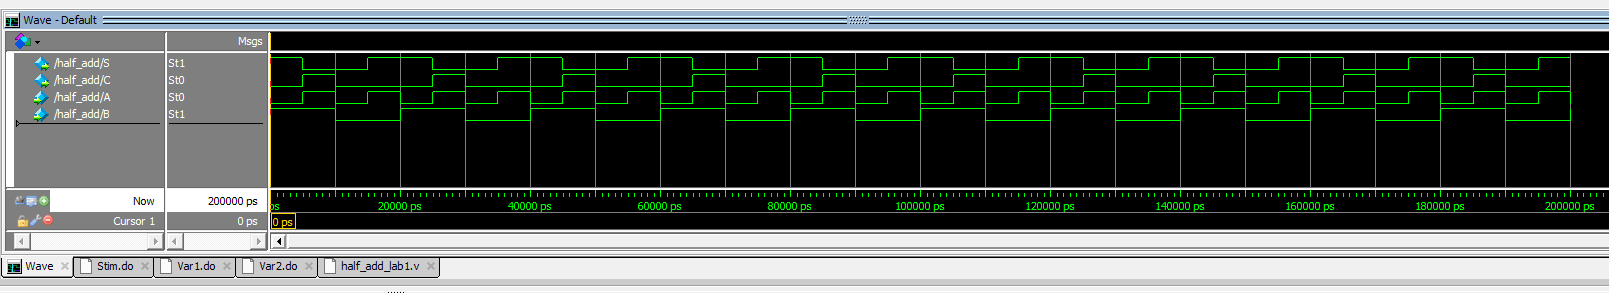 Wave - Default
Msgs
/half_add/S St1
/half_add/C St0
/half_add/A St0
/half_add/B St1
Now 200000 ps
ps 20000 ps 40000 ps 60000 ps 80000 ps 100000 ps 120000 ps 140000 ps 160000 ps 180000 ps 200000 ps
Cursor 1 0 ps 0 ps
Wave Stim.do Var1.do Var2.do half_add_lab1.v